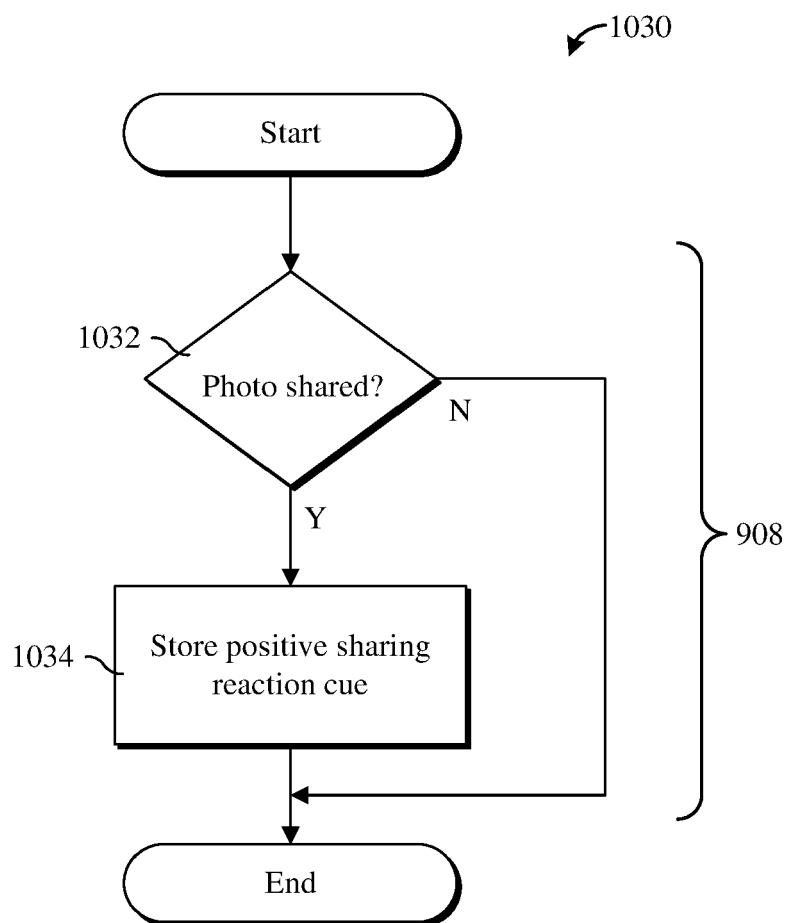 1030
Start
1032
Photo shared?
N
Y
908
1034
Store positive sharing
reaction cue
End